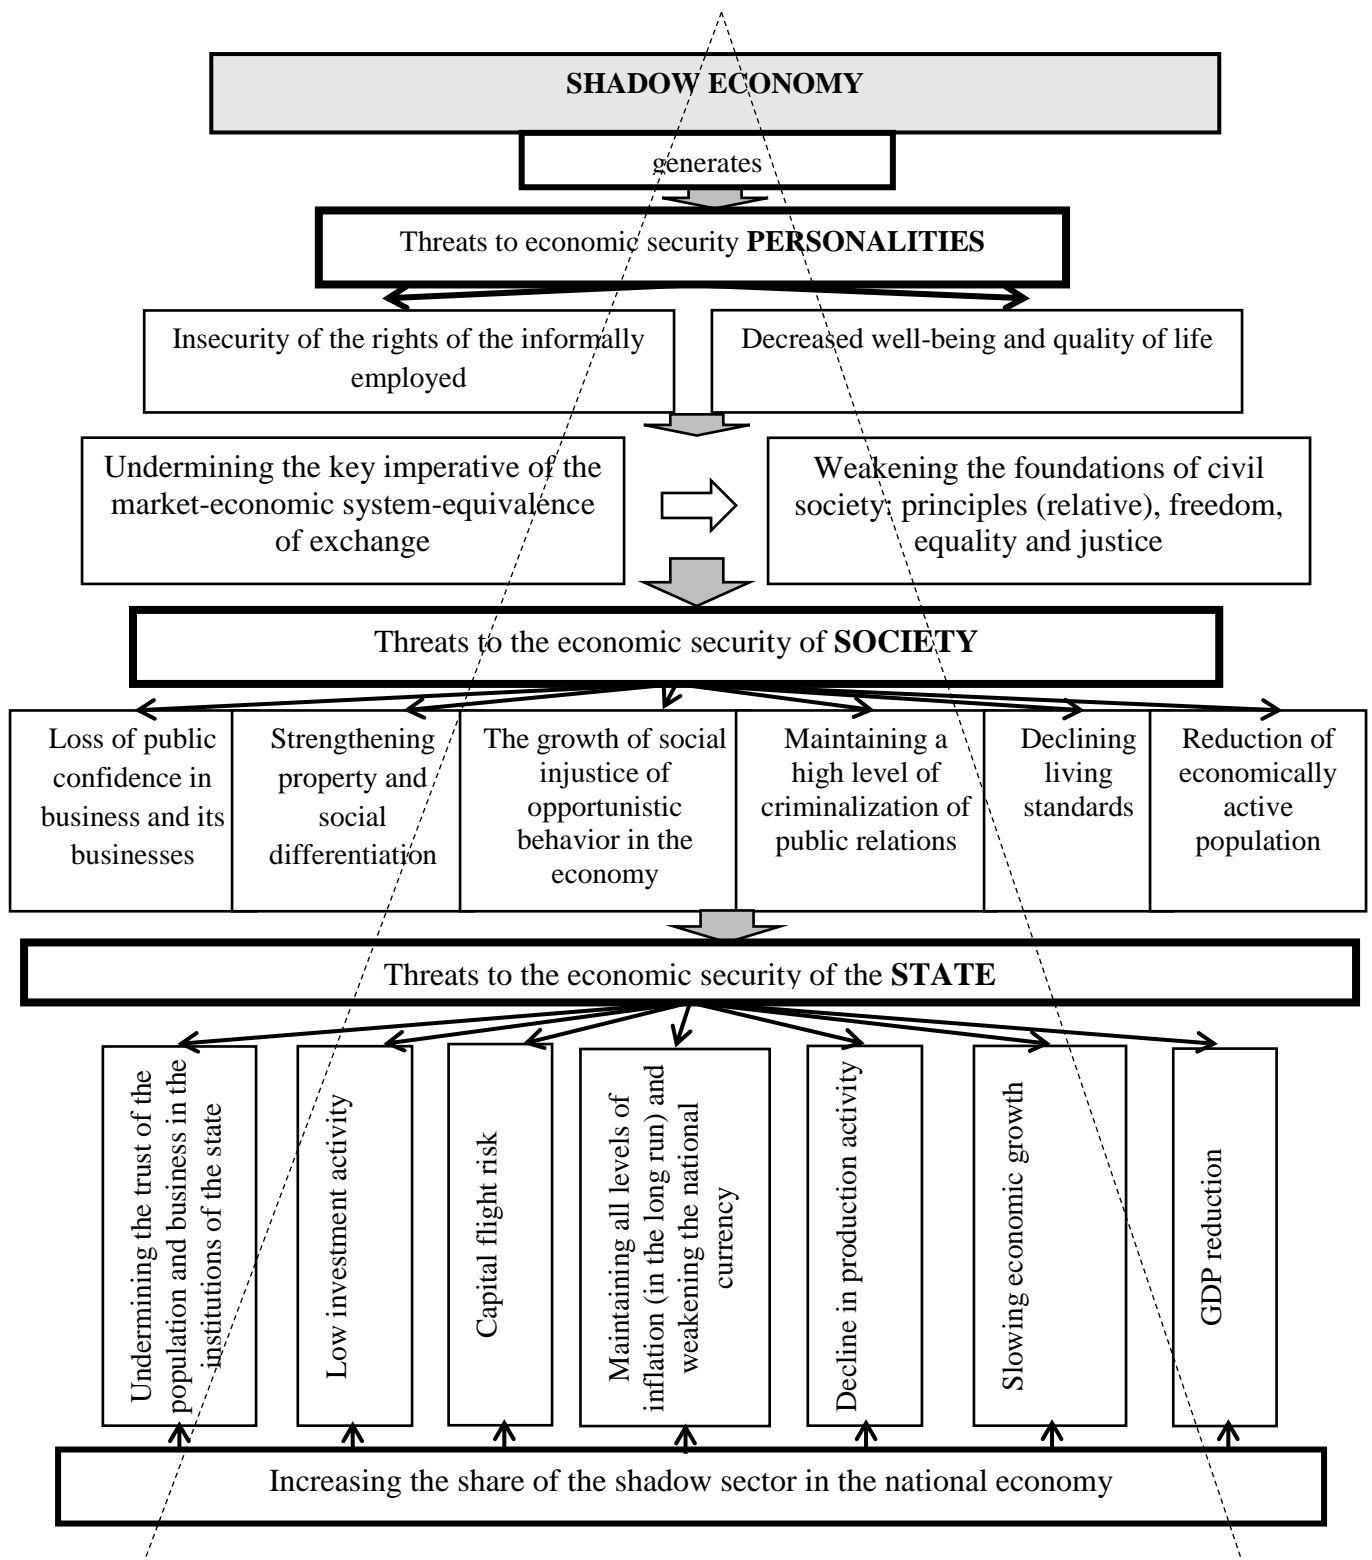 SHADOW ECONOMY
generates
Threats to economic security PERSONALITIES
Insecurity of the rights of the informally
employed
Decreased well-being and quality of life
Undermining the key imperative of the
market-economic system-equivalence
of exchange
Weakening the foundations of civil
society: principles (relative), freedom,
equality and justice
Threats to the economic security of SOCIETY
Loss of public
confidence in
business and its
businesses
Strengthening
property and
social
differentiation
The growth of social
injustice of
opportunistic
behavior in the
economy
Maintaining a
high level of
criminalization of
public relations
Declining
living
standards
Reduction of
economically
active
population
Threats to the economic security of the STATE
Undermining the trust of the
population and business in the
institutions of the state
Low investment activity
Capital flight risk
Maintaining all levels of
inflation (in the long run) and
weakening the national
currency
Decline in production activity
Slowing economic growth
GDP reduction
Increasing the share of the shadow sector in the national economy